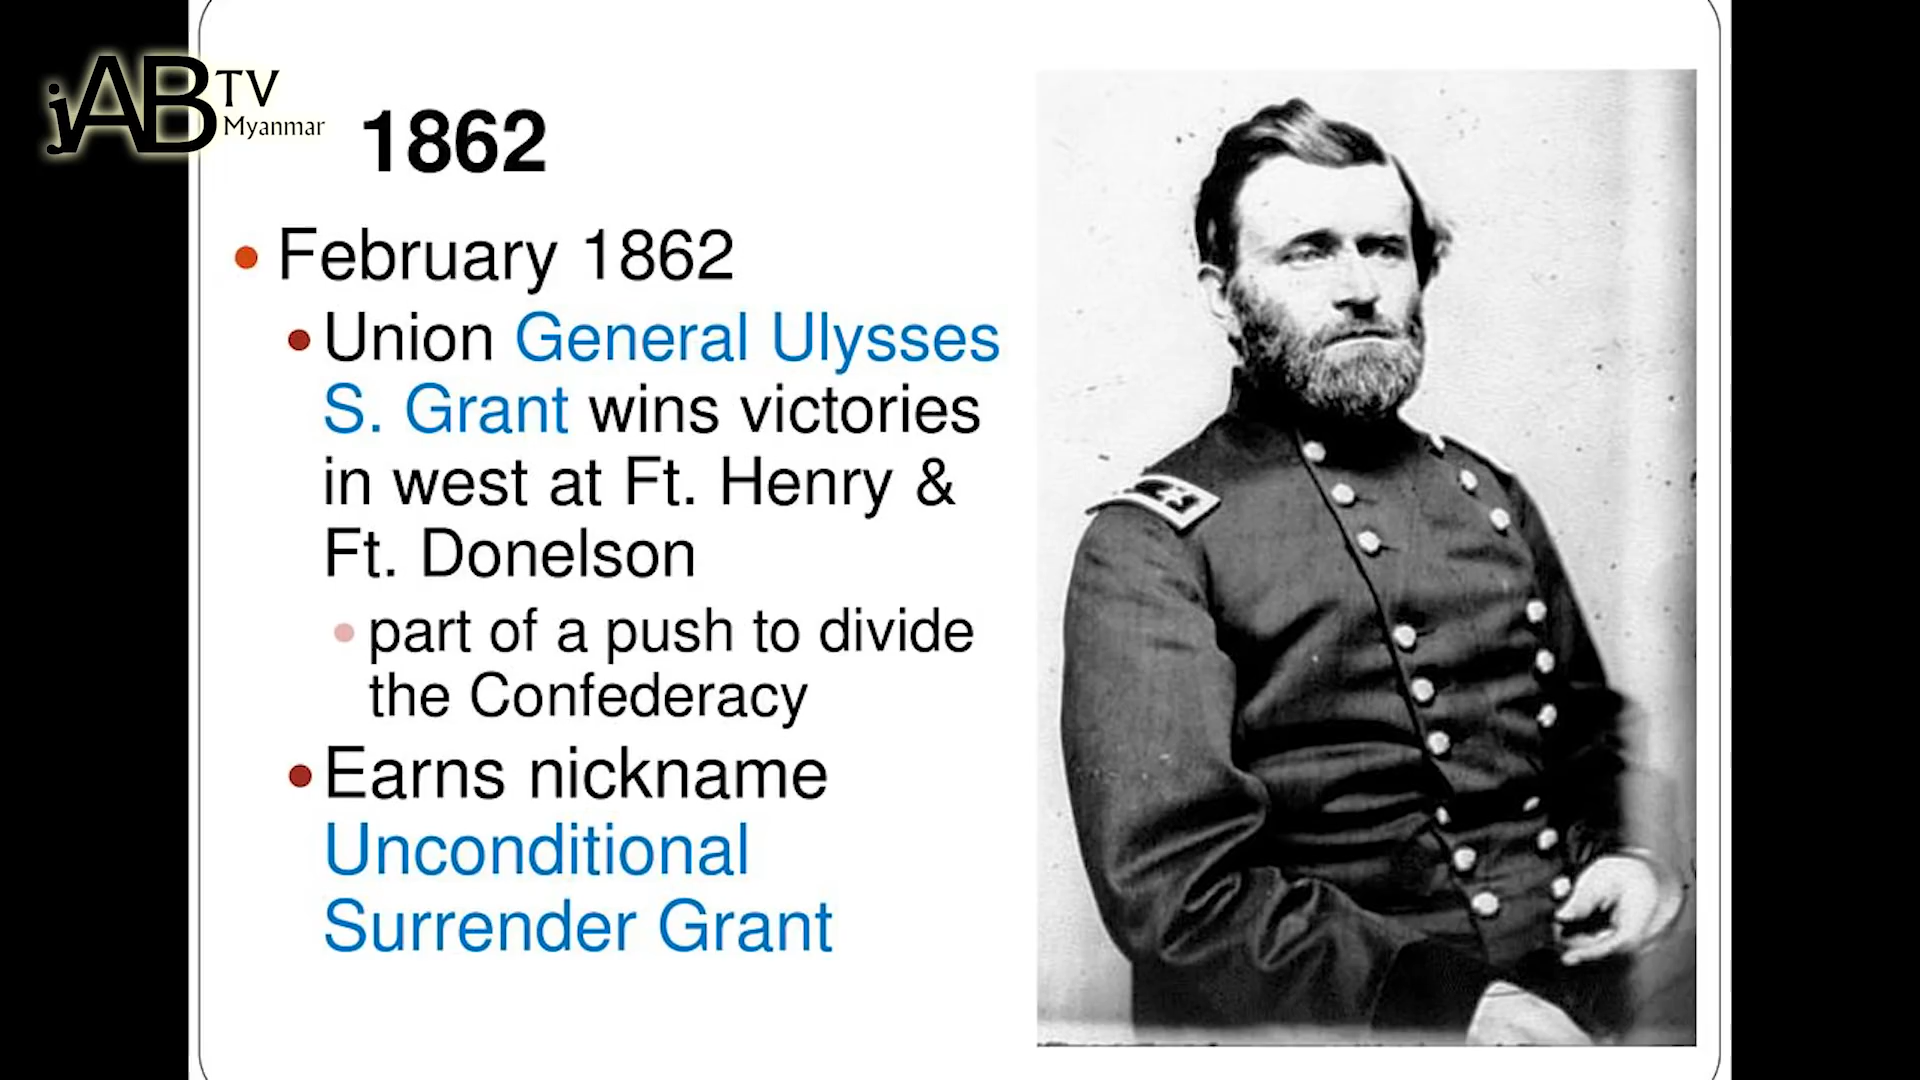 jAB TV
Myanmar
1862
February 1862
Union General Ulysses
S. Grant wins victories
in west at Ft. Henry &
Ft. Donelson
part of a push to divide
the Confederacy
Earns nickname
Unconditional
Surrender Grant